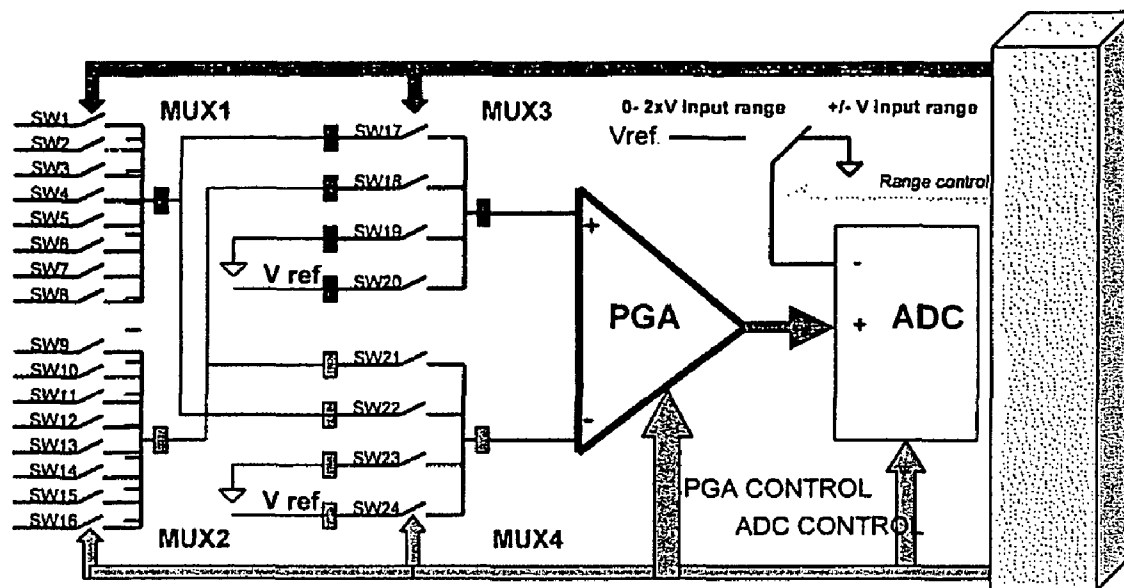 MUX1
MUX3
0- 2xV Input range
+/- V Input range
Vref.
SW1
SW2
SW3
SW4
SW5
SW6
SW7
SW8
SW17
SW18
SW19
V ref
SW20
Range control
+
-
PGA
-
+
ADC
SW9
SW10
SW11
SW12
SW13
SW14
SW15
SW16
SW21
SW22
SW23
V ref
SW24
MUX2
MUX4
PGA CONTROL
ADC CONTROL